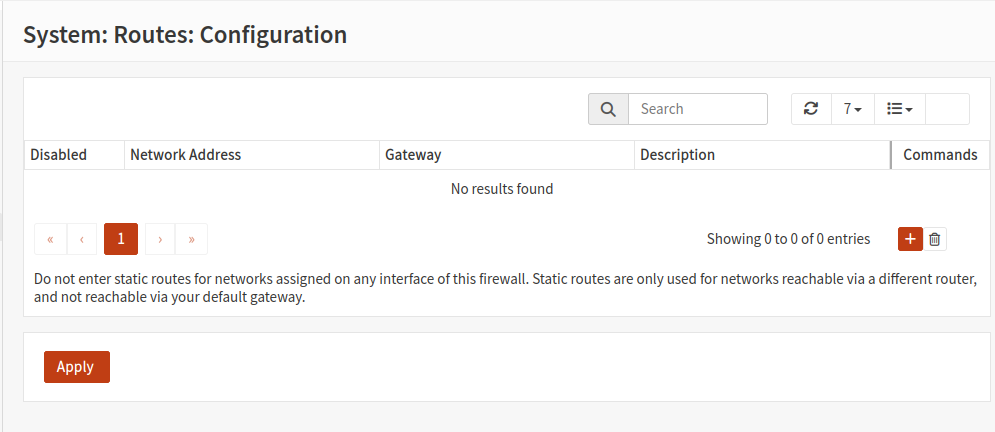 System: Routes: Configuration
Search
7
Disabled Network Address Gateway Description Commands
No results found
« ‹ 1 › » Showing 0 to 0 of 0 entries +
Do not enter static routes for networks assigned on any interface of this firewall. Static routes are only used for networks reachable via a different router,
and not reachable via your default gateway.
Apply